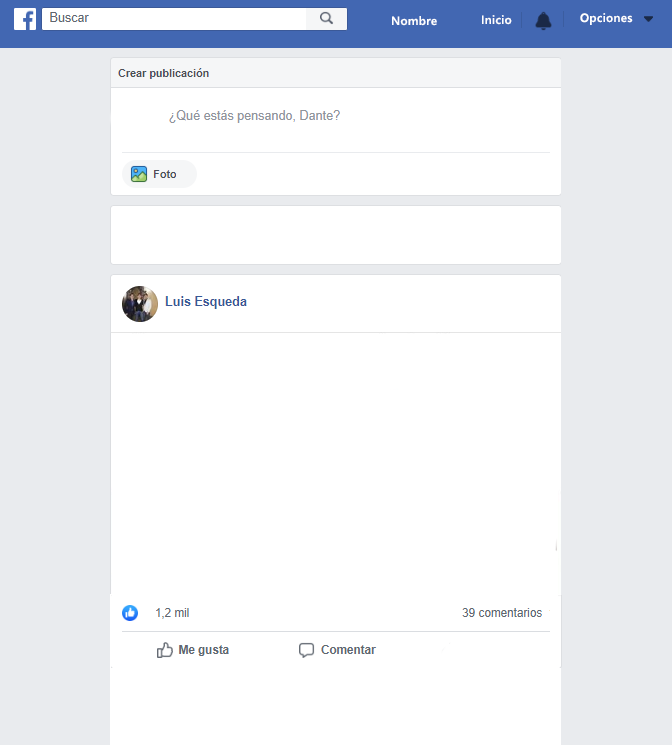 Buscar
Nombre
Inicio
Opciones
Crear publicación
¿Qué estás pensando, Dante?
Foto
Luis Esqueda
1,2 mil
39 comentarios
Me gusta
Comentar